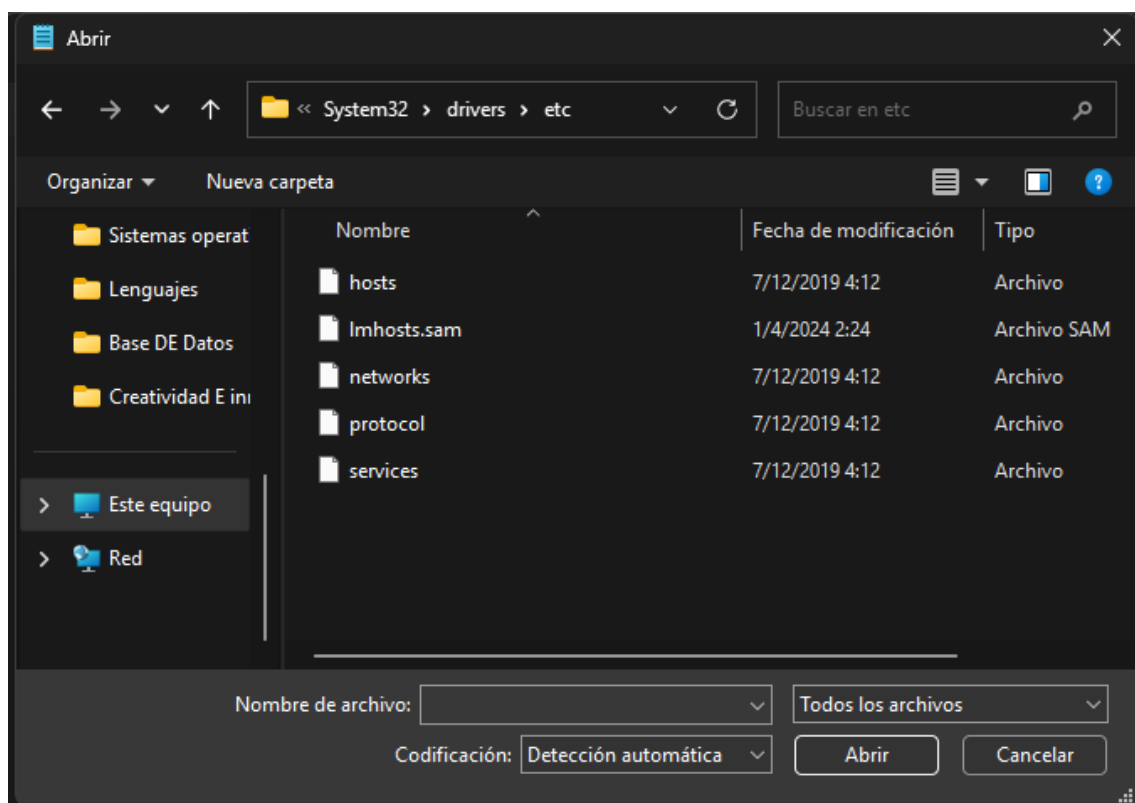 Abrir
« System32 > drivers > etc
Buscar en etc
Organizar
Nueva carpeta
Sistemas operat
Lenguajes
Base DE Datos
Creatividad E inn
Este equipo
Red
Nombre Fecha de modificación Tipo
hosts 7/12/2019 4:12 Archivo
lmhosts.sam 1/4/2024 2:24 Archivo SAM
networks 7/12/2019 4:12 Archivo
protocol 7/12/2019 4:12 Archivo
services 7/12/2019 4:12 Archivo
Nombre de archivo: Todos los archivos
Codificación: Detección automática Abrir Cancelar